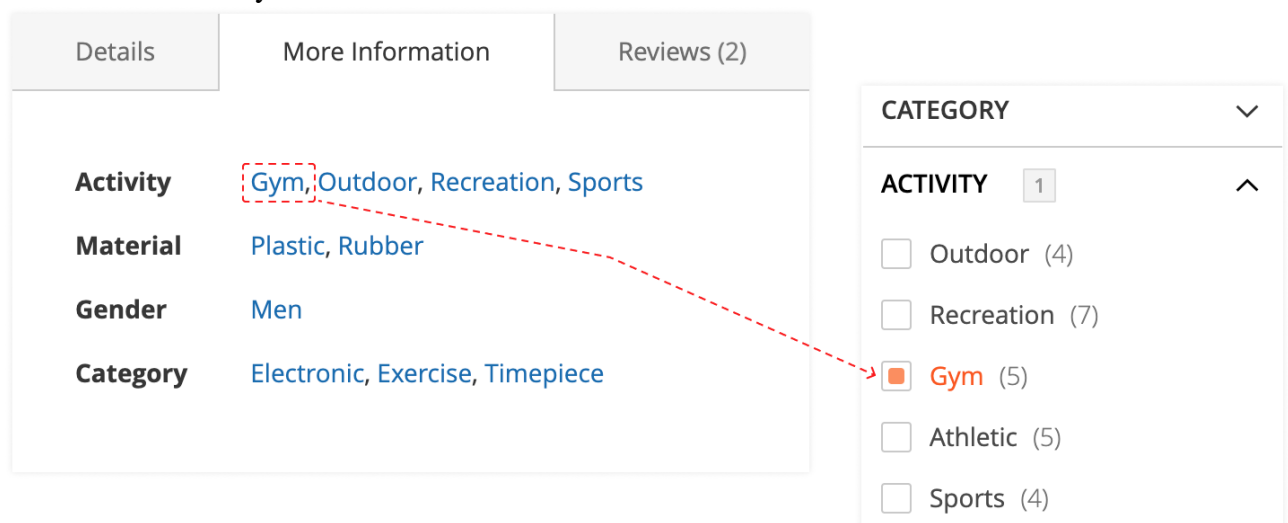 Details More Information Reviews (2)
Activity Gym, Outdoor, Recreation, Sports
Material Plastic, Rubber
Gender Men
Category Electronic, Exercise, Timepiece
CATEGORY
ACTIVITY 1
Outdoor (4)
Recreation (7)
Gym (5)
Athletic (5)
Sports (4)